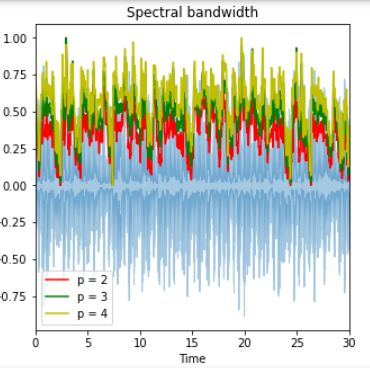 Spectral bandwidth
1.00
0.75
0.50
0.25
0.00
-0.25
-0.50
-0.75
p = 2
p = 3
p = 4
0 5 10 15 20 25 30
Time